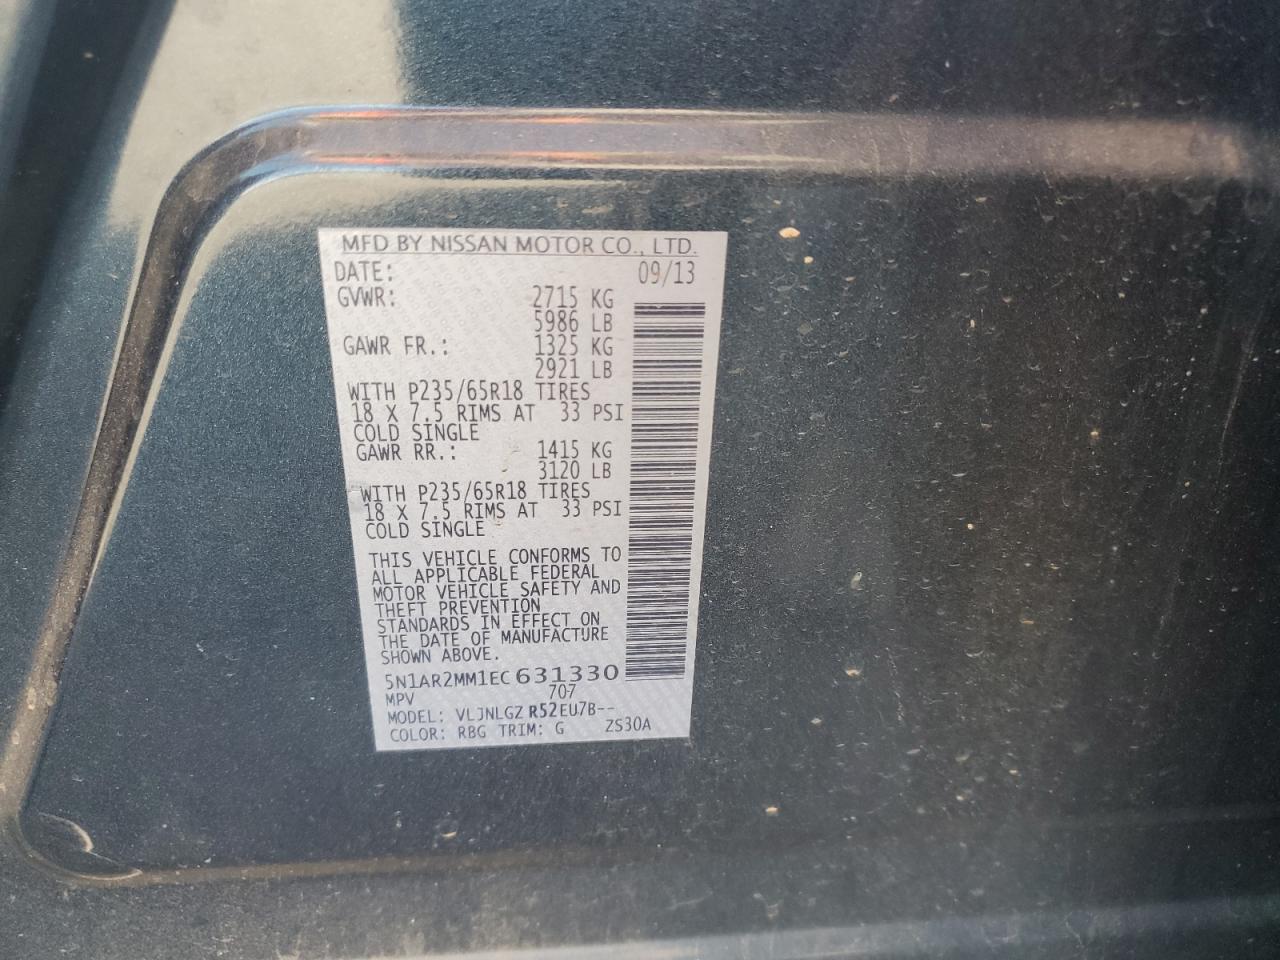 MFD BY NISSAN MOTOR CO., LTD.
DATE: 09/13
GVWR: 2715 KG
5986 LB
GAWR FR.: 1325 KG
2921 LB
WITH P235/65R18 TIRES
18 X 7.5 RIMS AT 33 PSI
COLD SINGLE
GAWR RR.: 1415 KG
3120 LB
WITH P235/65R18 TIRES
18 X 7.5 RIMS AT 33 PSI
COLD SINGLE
THIS VEHICLE CONFORMS TO
ALL APPLICABLE FEDERAL
MOTOR VEHICLE SAFETY AND
THEFT PREVENTION
STANDARDS IN EFFECT ON
THE DATE OF MANUFACTURE
SHOWN ABOVE.
5N1AR2MM1EC 631330
MPV 707
MODEL: VLJNLGZ R52EU7B--
COLOR: RBG TRIM: G ZS30A